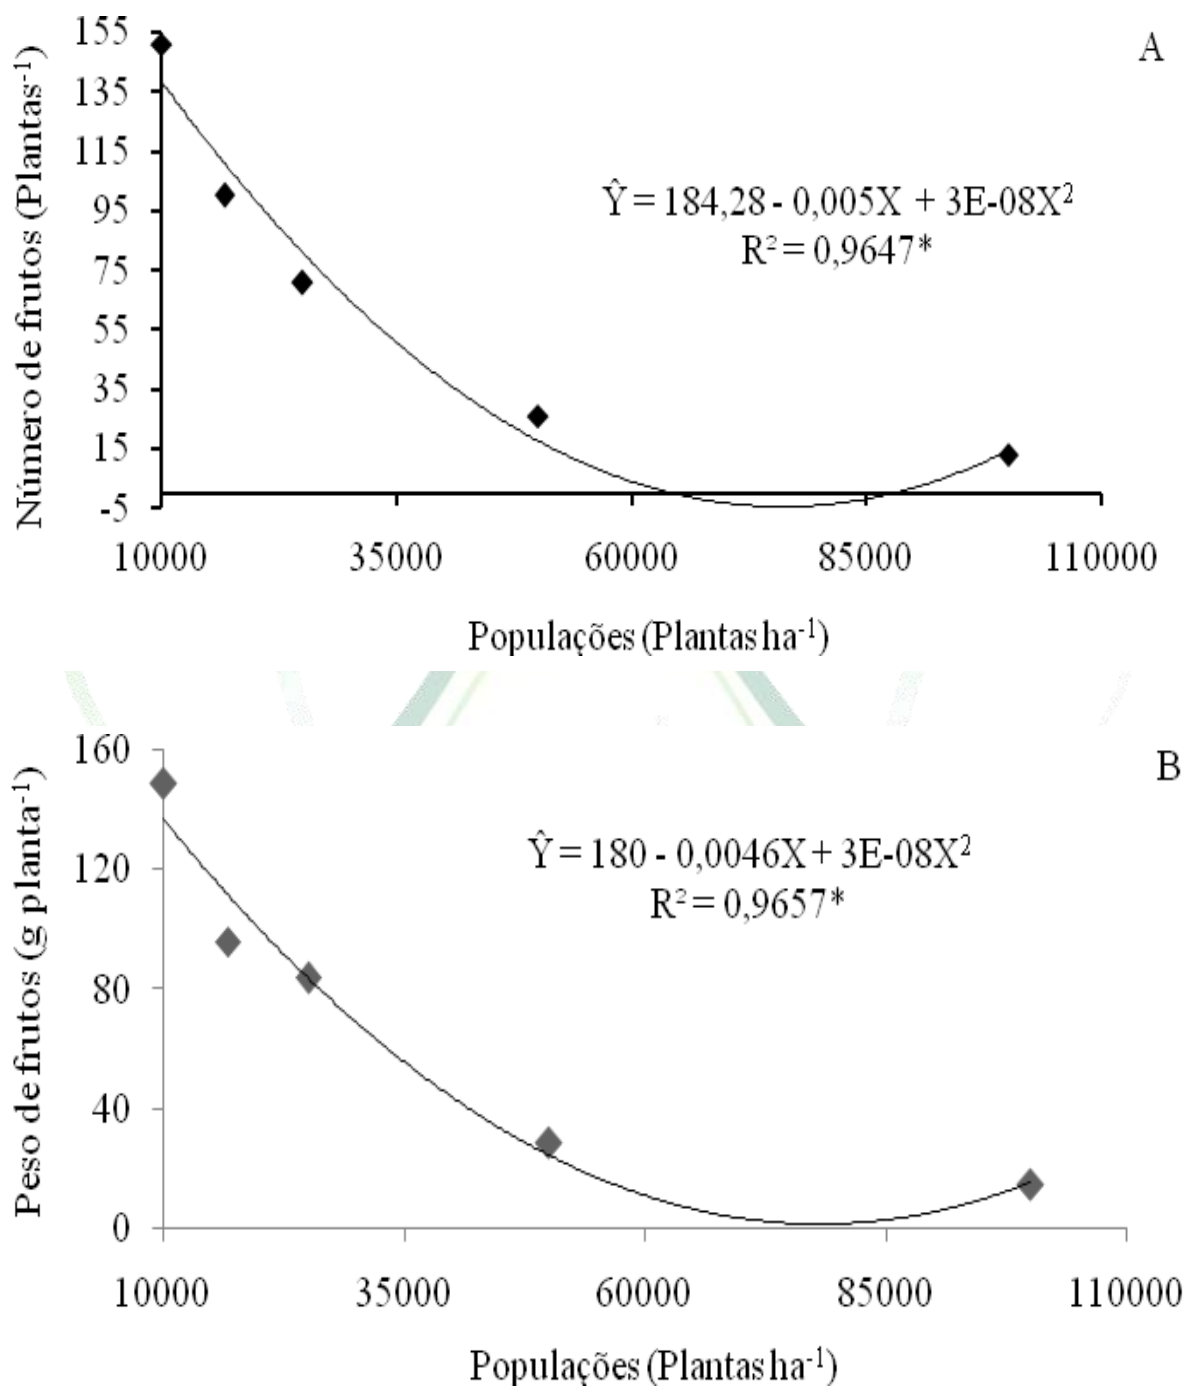 155
A
135
115
95
75
55
35
15
-5
Número de frutos (Plantas⁻¹)
Ŷ = 184,28 - 0,005X + 3E-08X²
R² = 0,9647*
10000 35000 60000 85000 110000
Populações (Plantas ha⁻¹)
160
B
120
80
40
0
Peso de frutos (g planta⁻¹)
Ŷ = 180 - 0,0046X + 3E-08X²
R² = 0,9657*
10000 35000 60000 85000 110000
Populações (Plantas ha⁻¹)